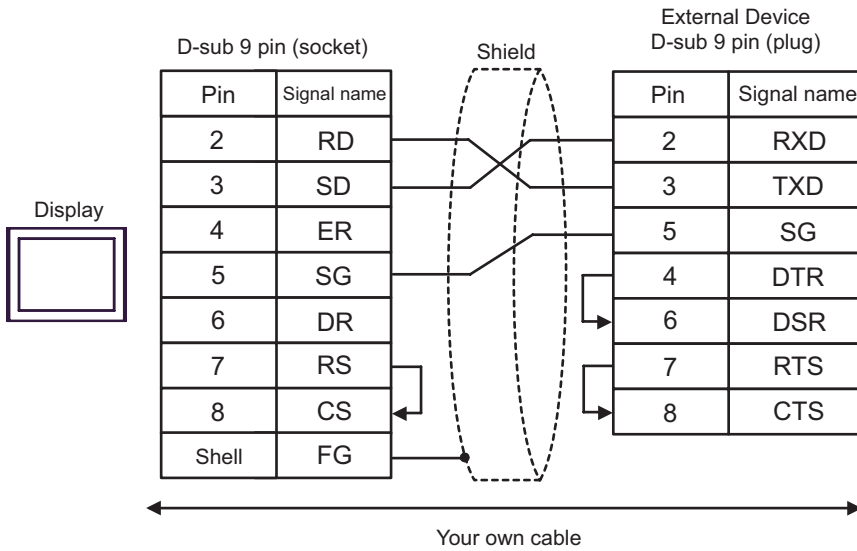 External Device
D-sub 9 pin (socket)
Shield
D-sub 9 pin (plug)
Pin Signal name
2 RD
3 SD
4 ER
5 SG
6 DR
7 RS
8 CS
Shell FG
Pin Signal name
2 RXD
3 TXD
5 SG
4 DTR
6 DSR
7 RTS
8 CTS
Display
Your own cable